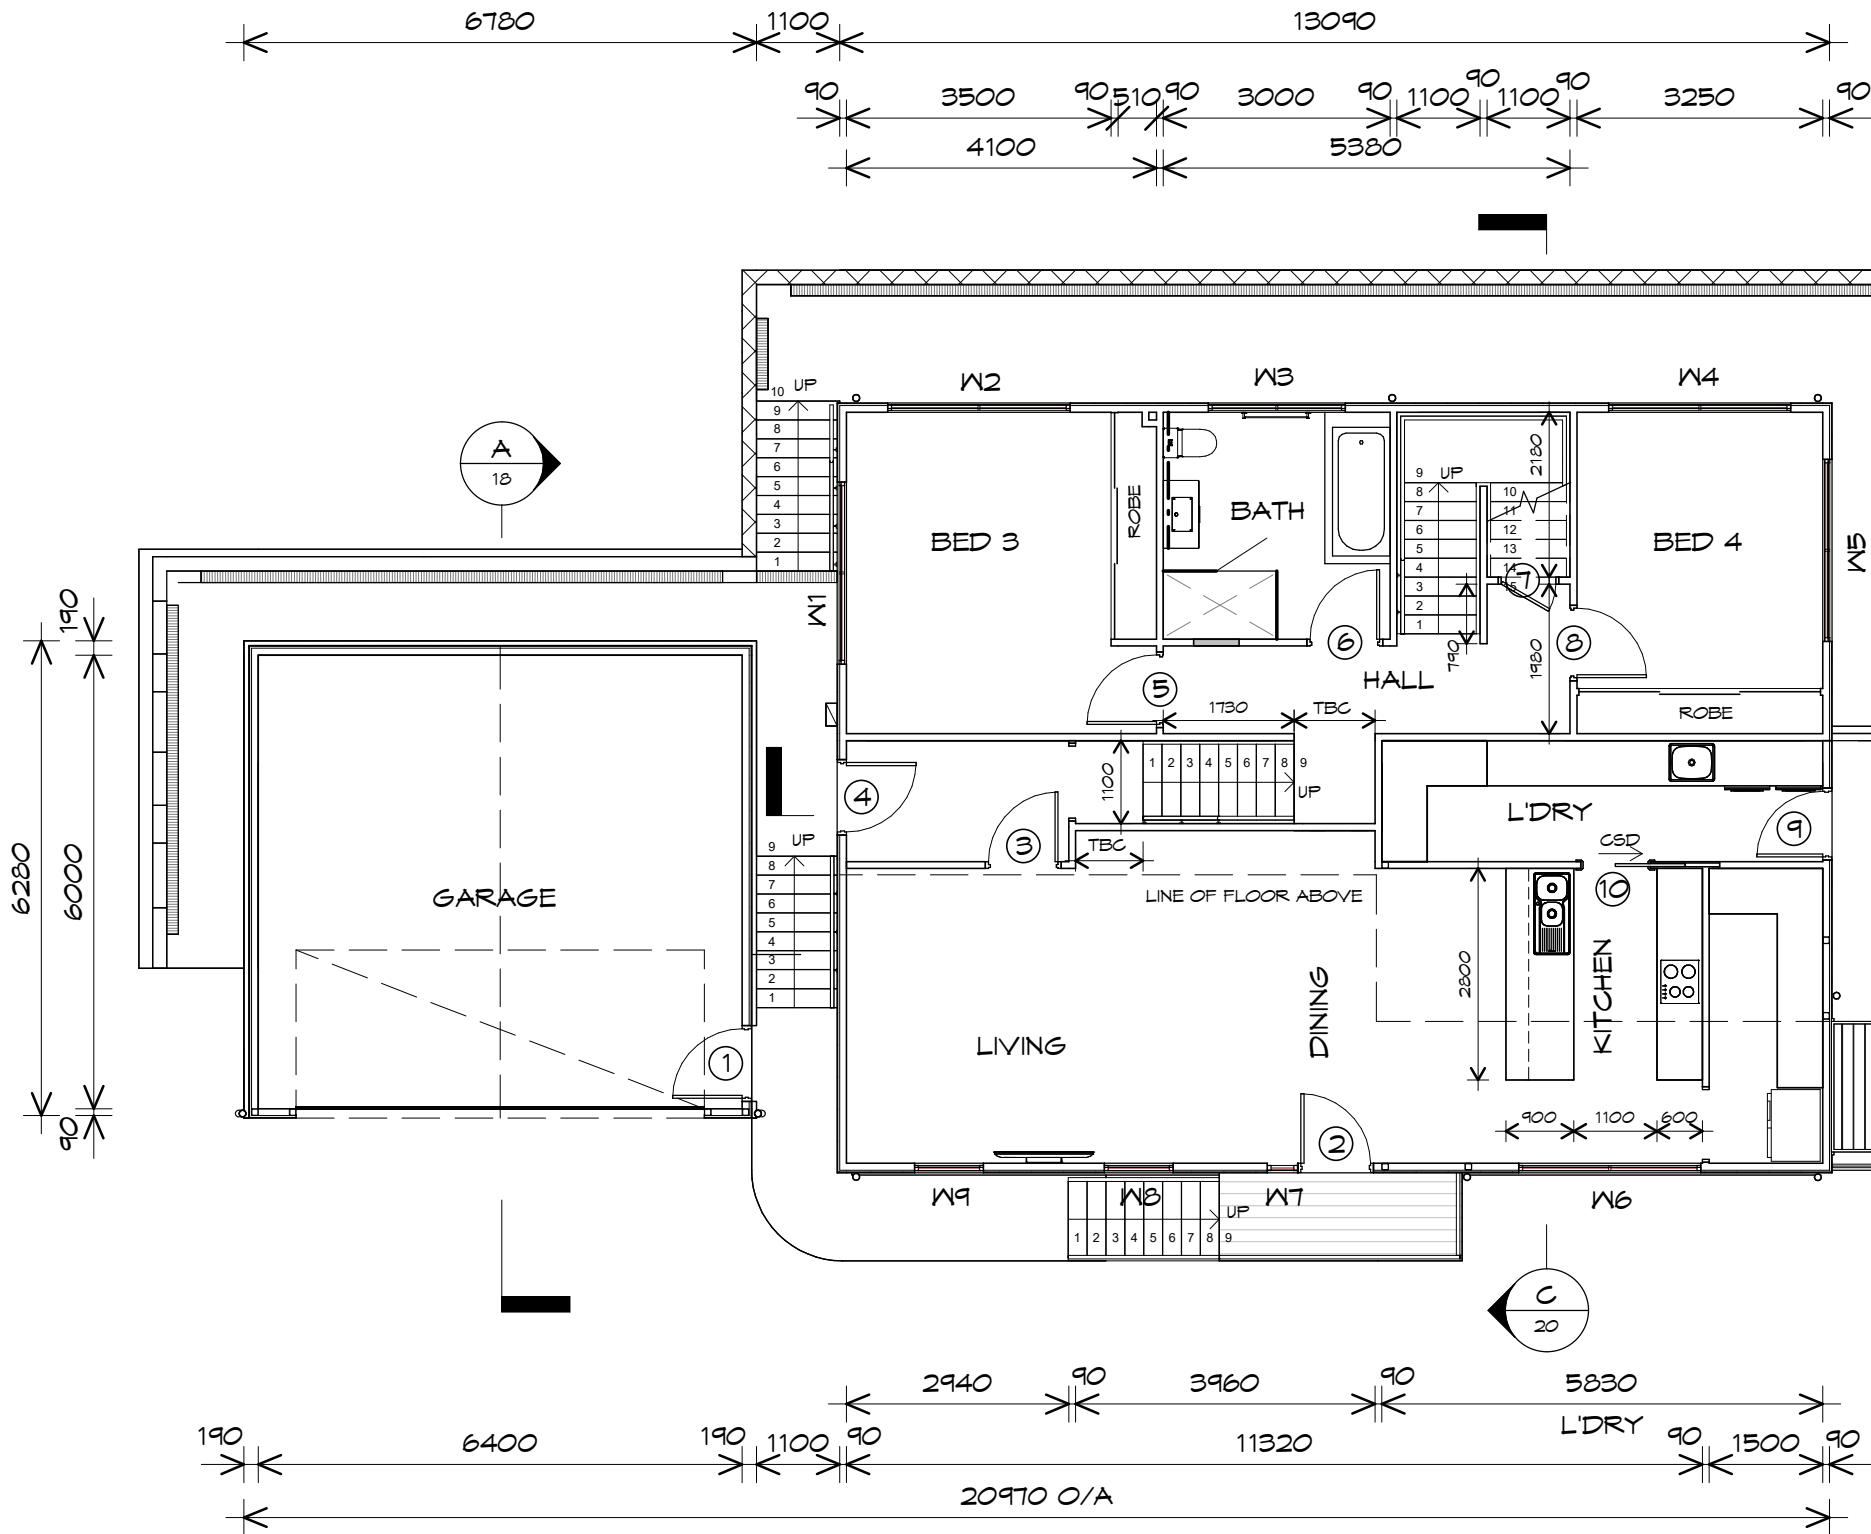 6780 1100 13090
90 3500 90 510 90 3000 90 1100 90 1100 90 3250 90
4100 5380
W2 W3 W4
10 UP
9
8
7
6
5
4
3
2
1
A
18
BED 3
ROBE
BATH
9 UP
8
7
6
5
4
3
2
1
10
11
12
13
14
15
2180
7
BED 4
W5
W1
190
6
8
790
1980
5
HALL
1730 TBC
ROBE
4
1100
1 2 3 4 5 6 7 8 9
UP
L'DRY
9
3
TBC
CSD
10
UP
9
8
7
6
5
4
3
2
1
GARAGE
6280
6000
90
LINE OF FLOOR ABOVE
2800
KITCHEN
DINING
LIVING
1
2
900 1100 600
W9 W8 W7 W6
UP
1 2 3 4 5 6 7 8 9
C
20
2940 90 3960 90 5830
L'DRY
190 6400 190 1100 90 11320 90 1500 90
20970 O/A